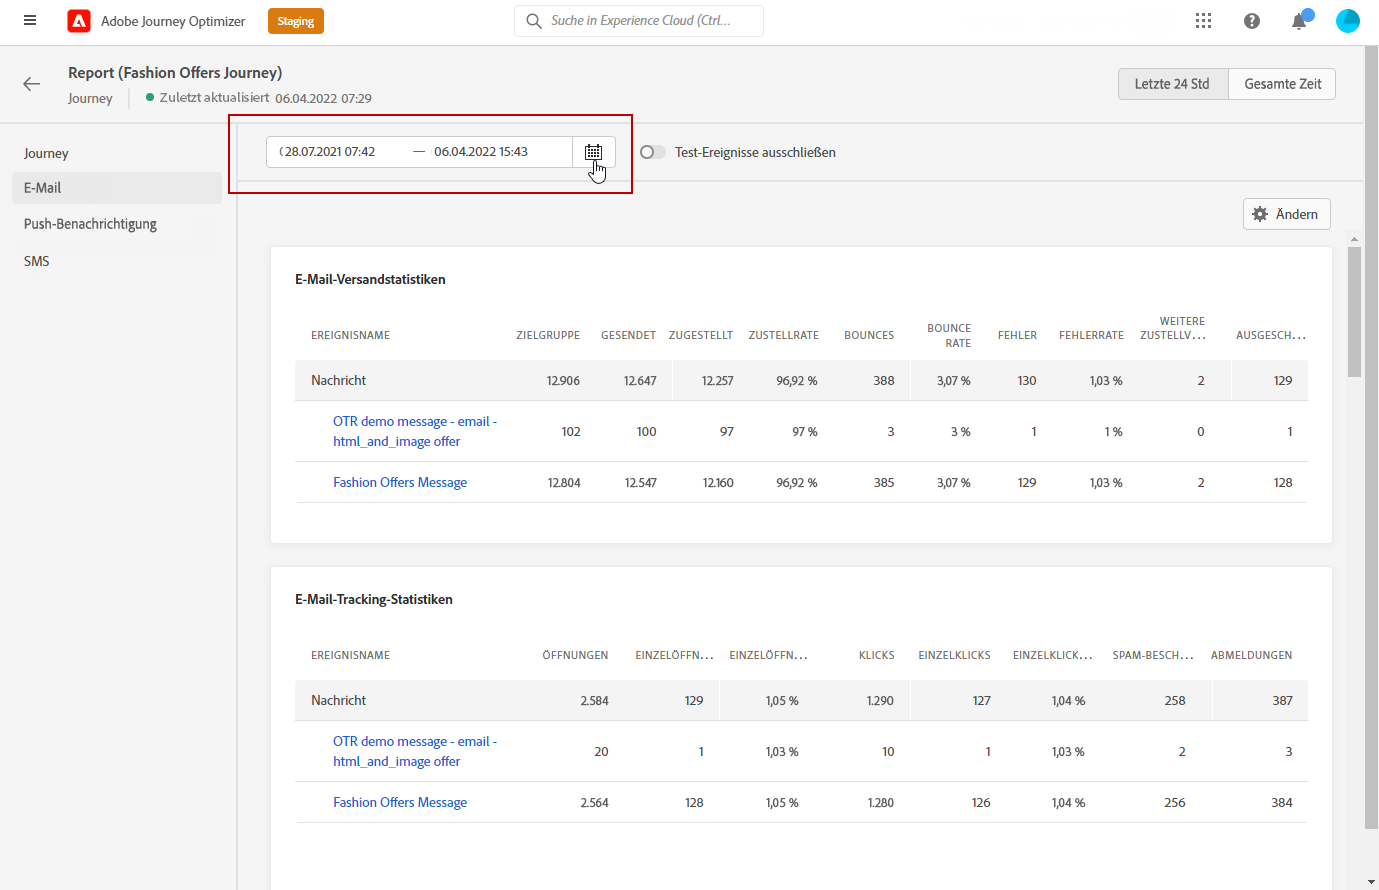 Adobe Journey Optimizer
Staging
Suche in Experience Cloud (Ctrl...
Report (Fashion Offers Journey)
Journey
Zuletzt aktualisiert 06.04.2022 07:29
Letzte 24 Std
Gesamte Zeit
Journey
E-Mail
Push-Benachrichtigung
SMS
28.07.2021 07:42 — 06.04.2022 15:43
Test-Ereignisse ausschließen
Ändern
E-Mail-Versandstatistiken
EREIGNISNAME ZIELGRUPPE GESENDET ZUGESTELLT ZUSTELLRATE BOUNCES BOUNCE RATE FEHLER FEHLERRATE WEITERE ZUSTELLV... AUSGESCH...
Nachricht 12.906 12.647 12.257 96,92 % 388 3,07 % 130 1,03 % 2 129
OTR demo message - email -
html_and_image offer 102 100 97 97 % 3 3 % 1 1 % 0 1
Fashion Offers Message 12.804 12.547 12.160 96,92 % 385 3,07 % 129 1,03 % 2 128
E-Mail-Tracking-Statistiken
EREIGNISNAME ÖFFNUNGEN EINZELÖFFN... EINZELÖFFN... KLICKS EINZELKLICKS EINZELKLICK... SPAM-BESCH... ABMELDUNGEN
Nachricht 2.584 129 1,05 % 1.290 127 1,04 % 258 387
OTR demo message - email -
html_and_image offer 20 1 1,03 % 10 1 1,03 % 2 3
Fashion Offers Message 2.564 128 1,05 % 1.280 126 1,04 % 256 384